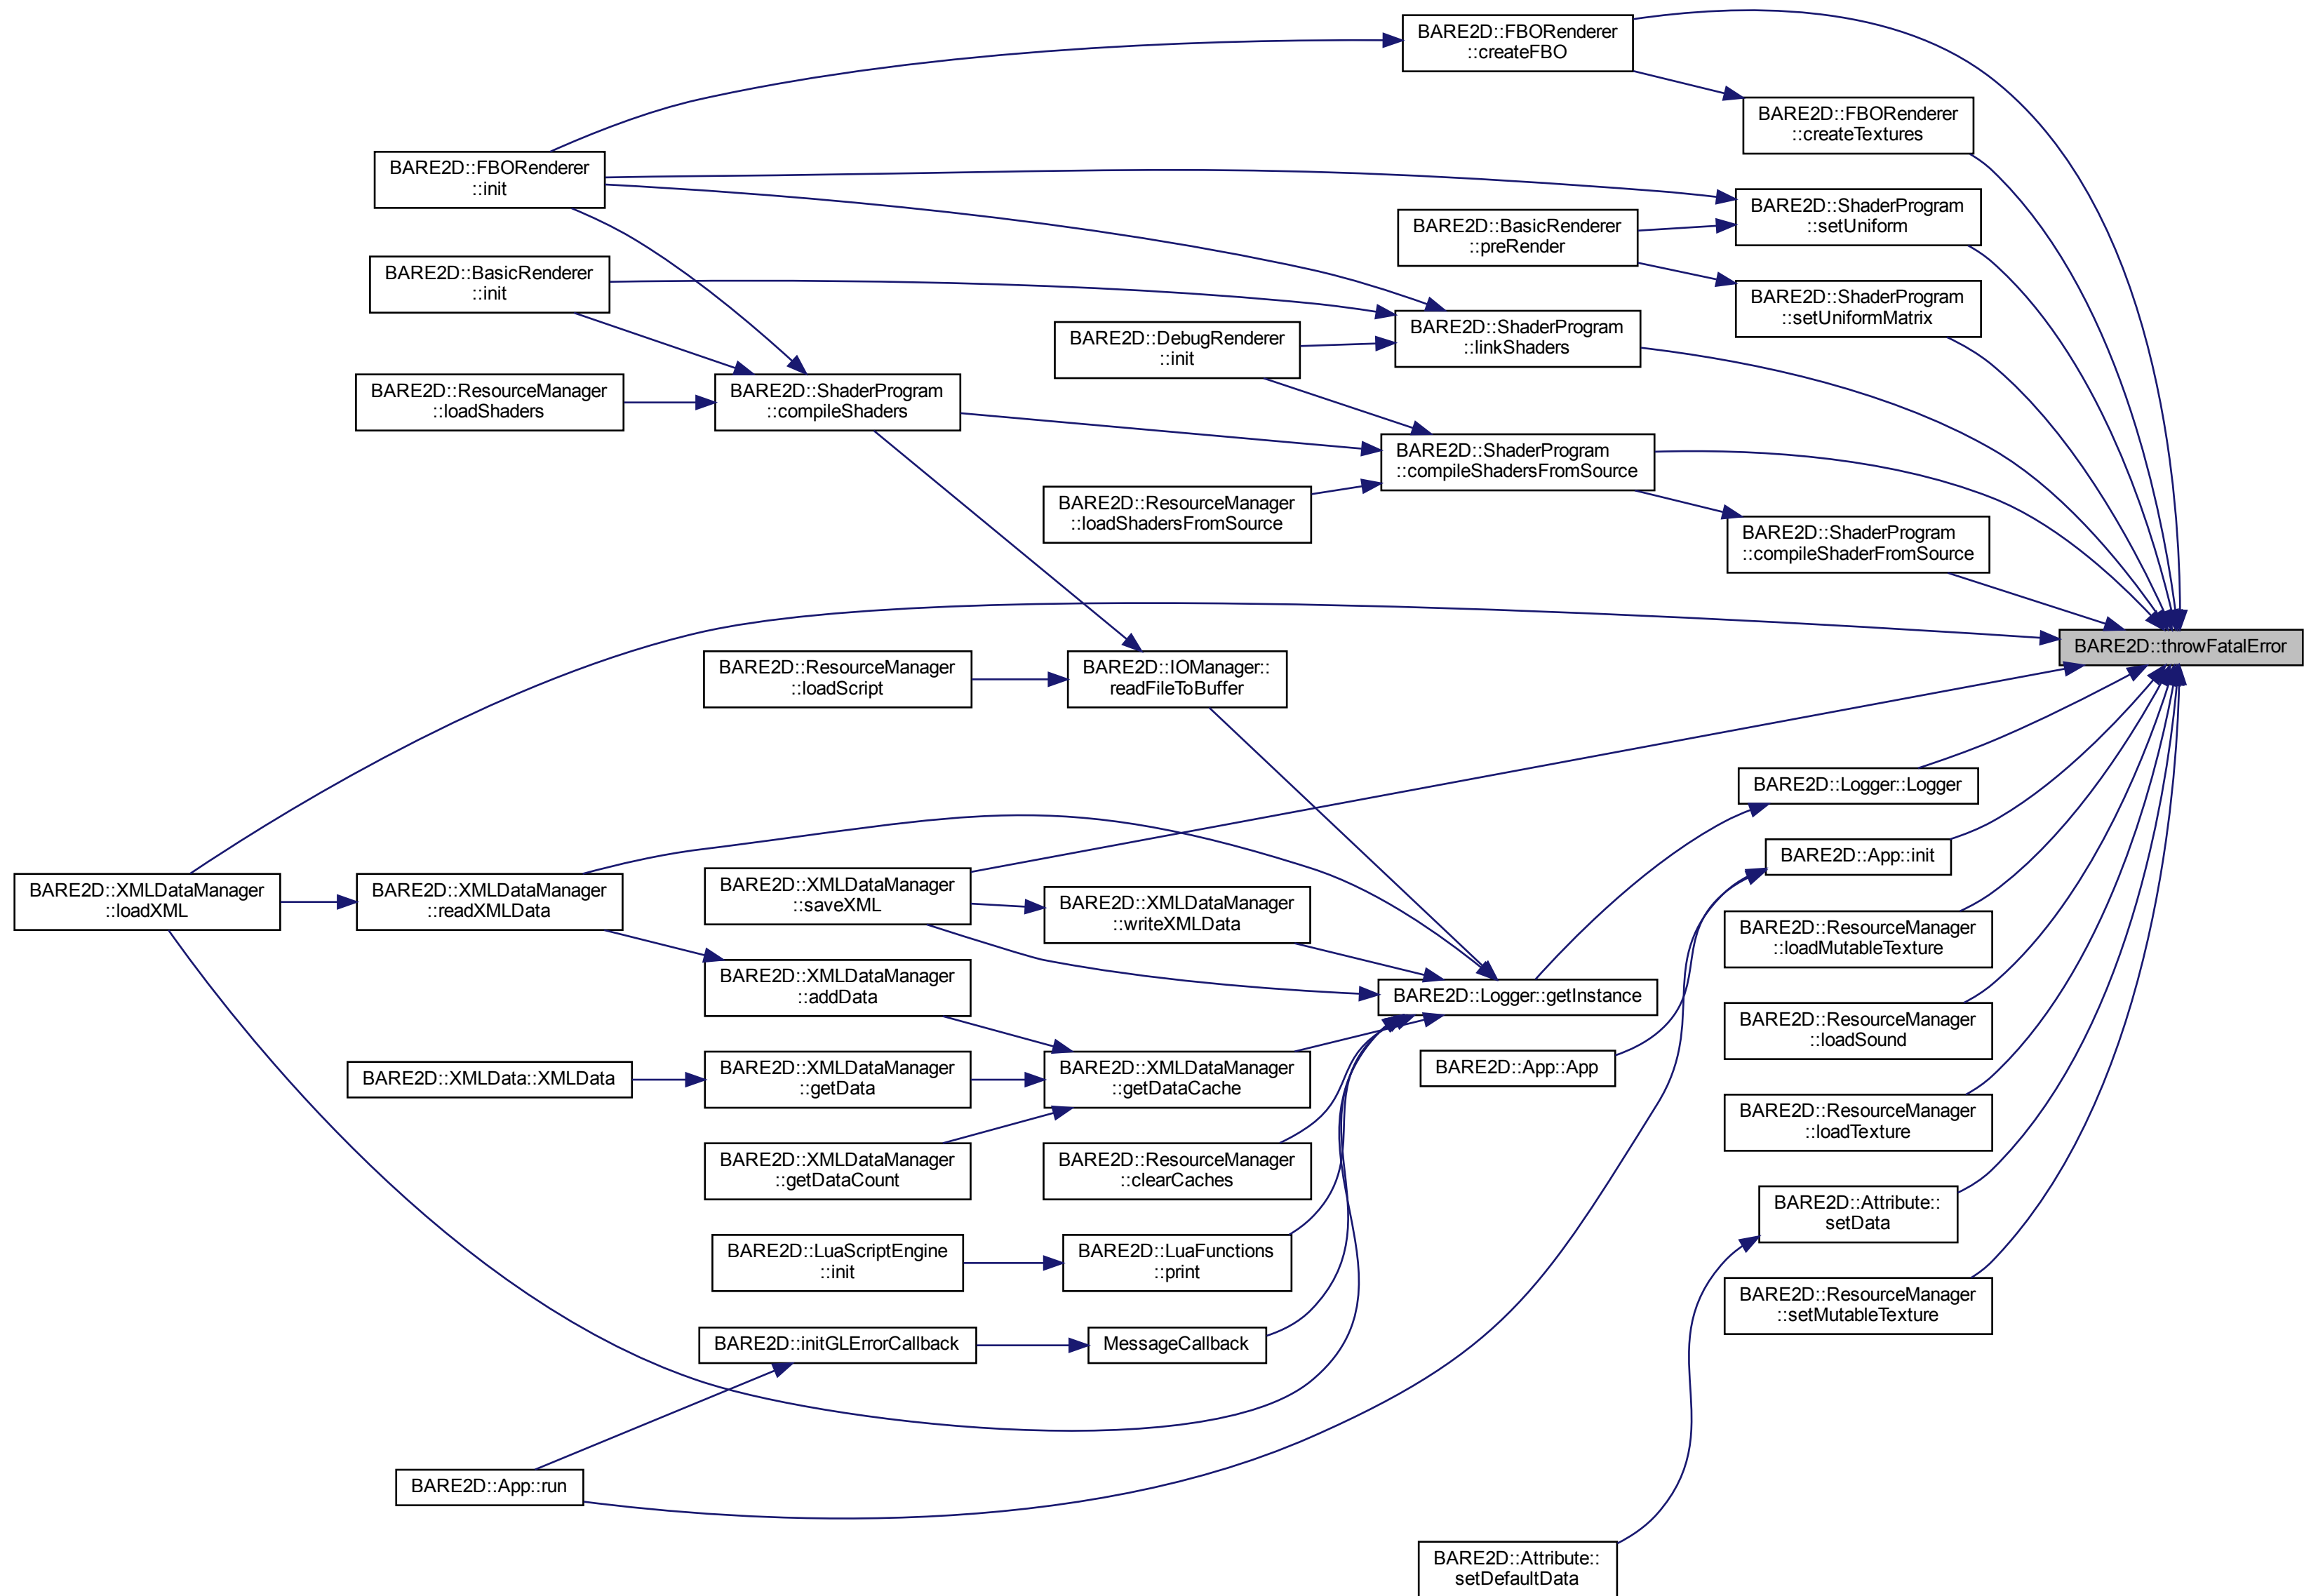 BARE2D::FBORenderer
::createFBO
BARE2D::FBORenderer
::createTextures
BARE2D::FBORenderer
::init
BARE2D::ShaderProgram
::setUniform
BARE2D::BasicRenderer
::preRender
BARE2D::BasicRenderer
::init
BARE2D::ShaderProgram
::setUniformMatrix
BARE2D::ShaderProgram
::linkShaders
BARE2D::DebugRenderer
::init
BARE2D::ResourceManager
::loadShaders
BARE2D::ShaderProgram
::compileShaders
BARE2D::ShaderProgram
::compileShadersFromSource
BARE2D::ResourceManager
::loadShadersFromSource
BARE2D::ShaderProgram
::compileShaderFromSource
BARE2D::throwFatalError
BARE2D::ResourceManager
::loadScript
BARE2D::IOManager::
readFileToBuffer
BARE2D::Logger::Logger
BARE2D::App::init
BARE2D::XMLDataManager
::loadXML
BARE2D::XMLDataManager
::readXMLData
BARE2D::XMLDataManager
::saveXML
BARE2D::XMLDataManager
::writeXMLData
BARE2D::ResourceManager
::loadMutableTexture
BARE2D::XMLDataManager
::addData
BARE2D::Logger::getInstance
BARE2D::ResourceManager
::loadSound
BARE2D::XMLData::XMLData
BARE2D::XMLDataManager
::getData
BARE2D::XMLDataManager
::getDataCache
BARE2D::App::App
BARE2D::ResourceManager
::loadTexture
BARE2D::XMLDataManager
::getDataCount
BARE2D::ResourceManager
::clearCaches
BARE2D::Attribute::
setData
BARE2D::LuaScriptEngine
::init
BARE2D::LuaFunctions
::print
BARE2D::ResourceManager
::setMutableTexture
BARE2D::initGLErrorCallback
MessageCallback
BARE2D::App::run
BARE2D::Attribute::
setDefaultData